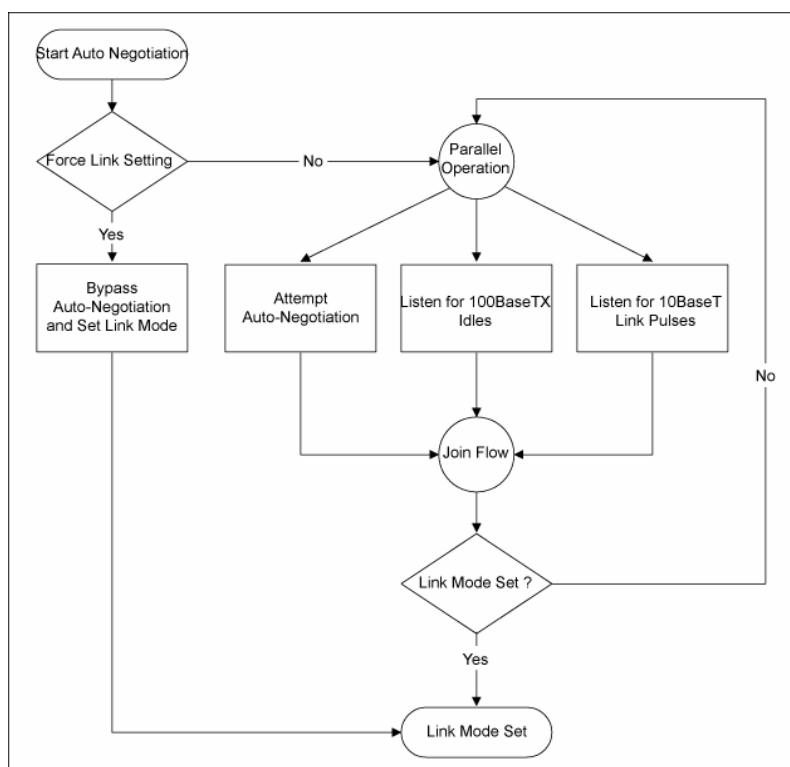 Start Auto Negotiation
Force Link Setting
No
Parallel
Operation
Yes
Bypass
Auto-Negotiation
and Set Link Mode
Attempt
Auto-Negotiation
Listen for 100BaseTX
Idles
Listen for 10BaseT
Link Pulses
No
Join Flow
Link Mode Set ?
Yes
Link Mode Set